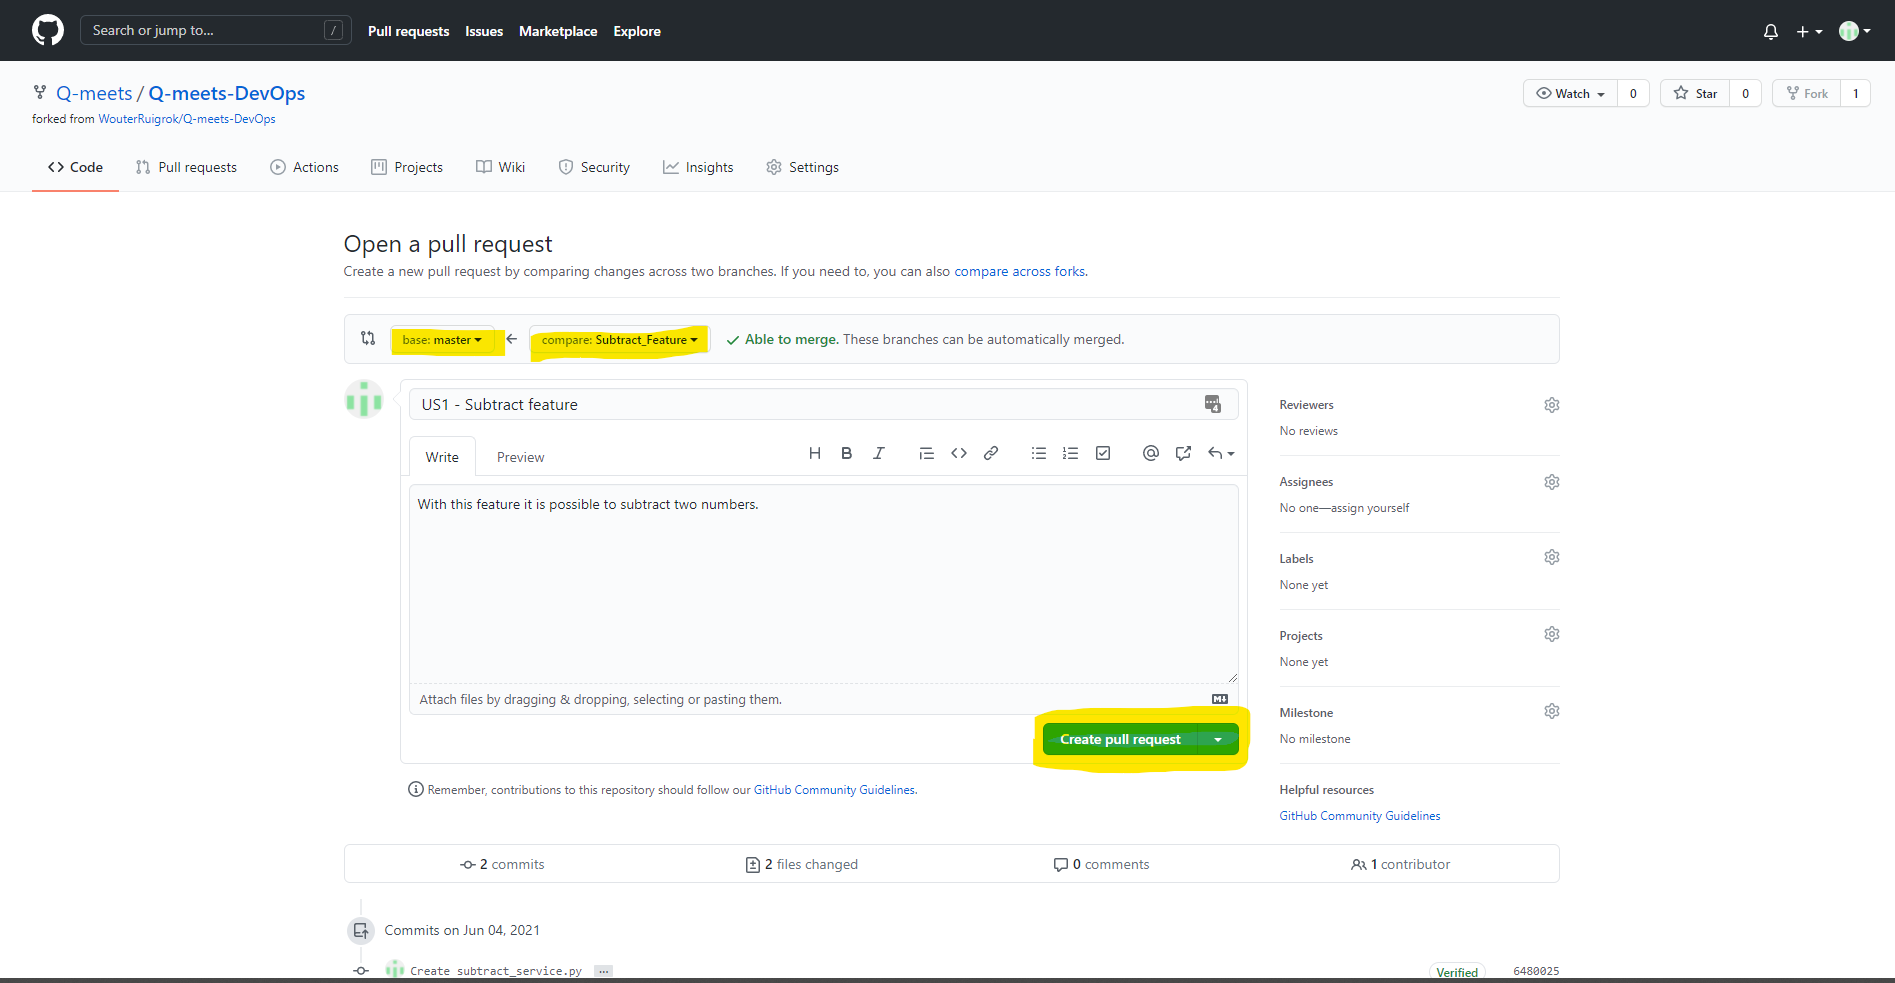 Search or jump to... / Pull requests Issues Marketplace Explore
Q-meets / Q-meets-DevOps Watch 0 Star 0 Fork 1
forked from WouterRuigrok/Q-meets-DevOps
Code Pull requests Actions Projects Wiki Security Insights Settings
Open a pull request
Create a new pull request by comparing changes across two branches. If you need to, you can also compare across forks.
base: master compare: Subtract_Feature Able to merge. These branches can be automatically merged.
US1 - Subtract feature 4
Write Preview
With this feature it is possible to subtract two numbers.
Attach files by dragging & dropping, selecting or pasting them.
Create pull request
Remember, contributions to this repository should follow our GitHub Community Guidelines.
Reviewers
No reviews
Assignees
No one—assign yourself
Labels
None yet
Projects
None yet
Milestone
No milestone
Helpful resources
GitHub Community Guidelines
2 commits 2 files changed 0 comments 1 contributor
Commits on Jun 04, 2021
Create subtract_service.py ... Verified 6480025